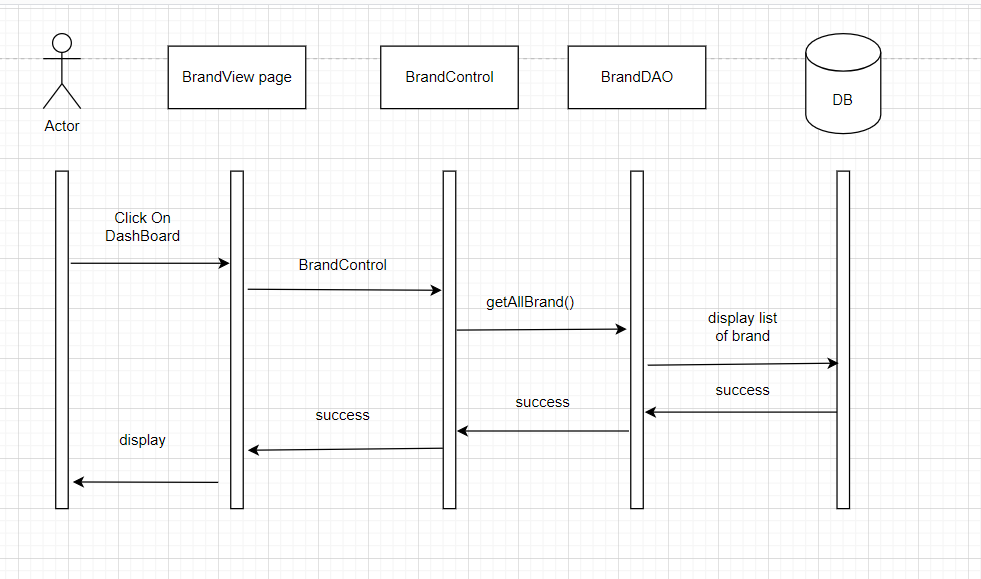 Actor
BrandView page
BrandControl
BrandDAO
DB
Click On
DashBoard
BrandControl
getAllBrand()
display list
of brand
success
success
success
display